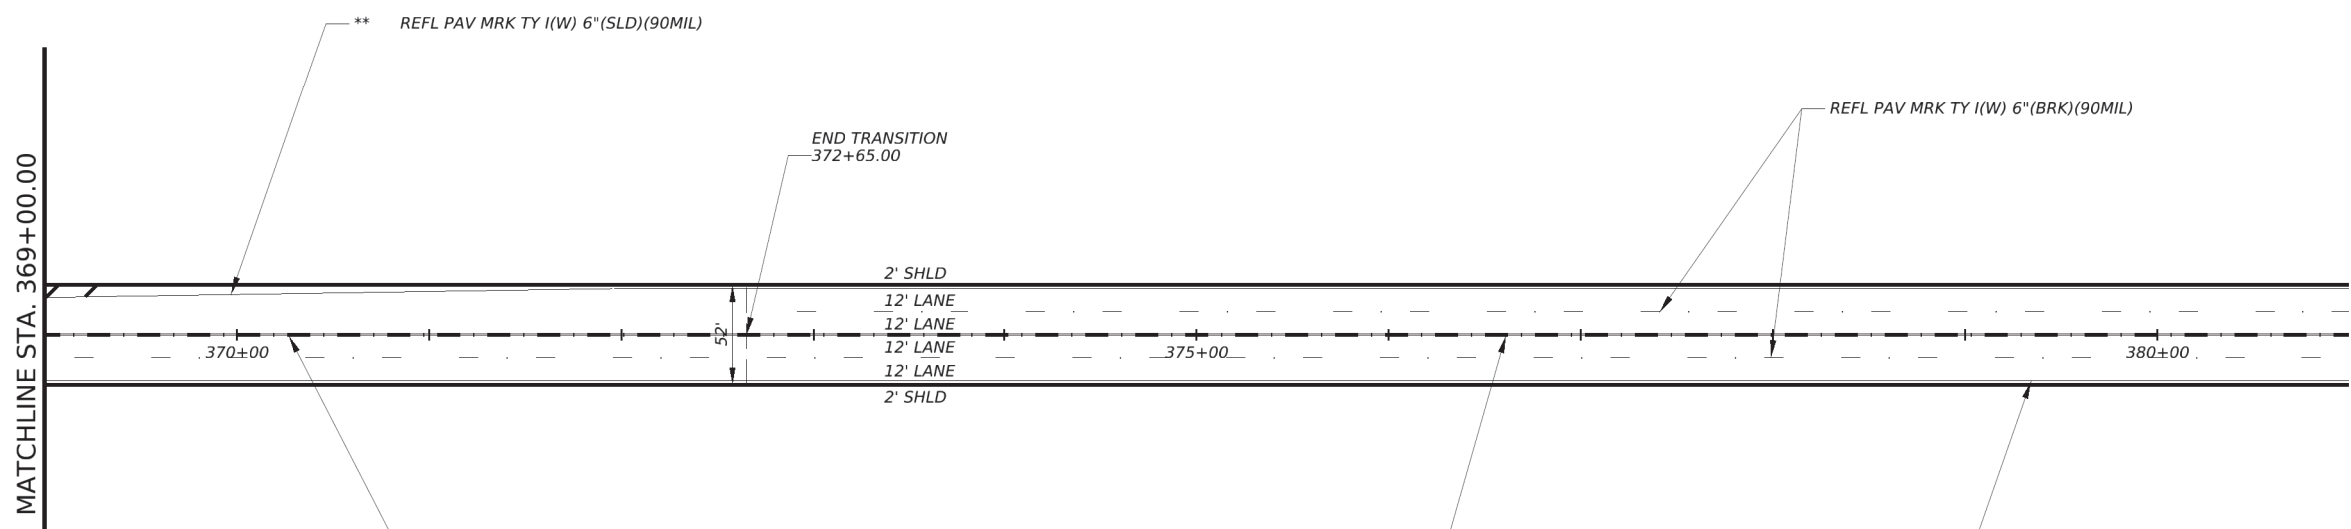 ** REFL PAV MRK TY I(W) 6"(SLD)(90MIL)
REFL PAV MRK TY I(W) 6"(BRK)(90MIL)
END TRANSITION
372+65.00
MATCHLINE STA. 369+00.00
2' SHLD
12' LANE
12' LANE
52'
12' LANE
370+00
375+00
380+00
12' LANE
2' SHLD